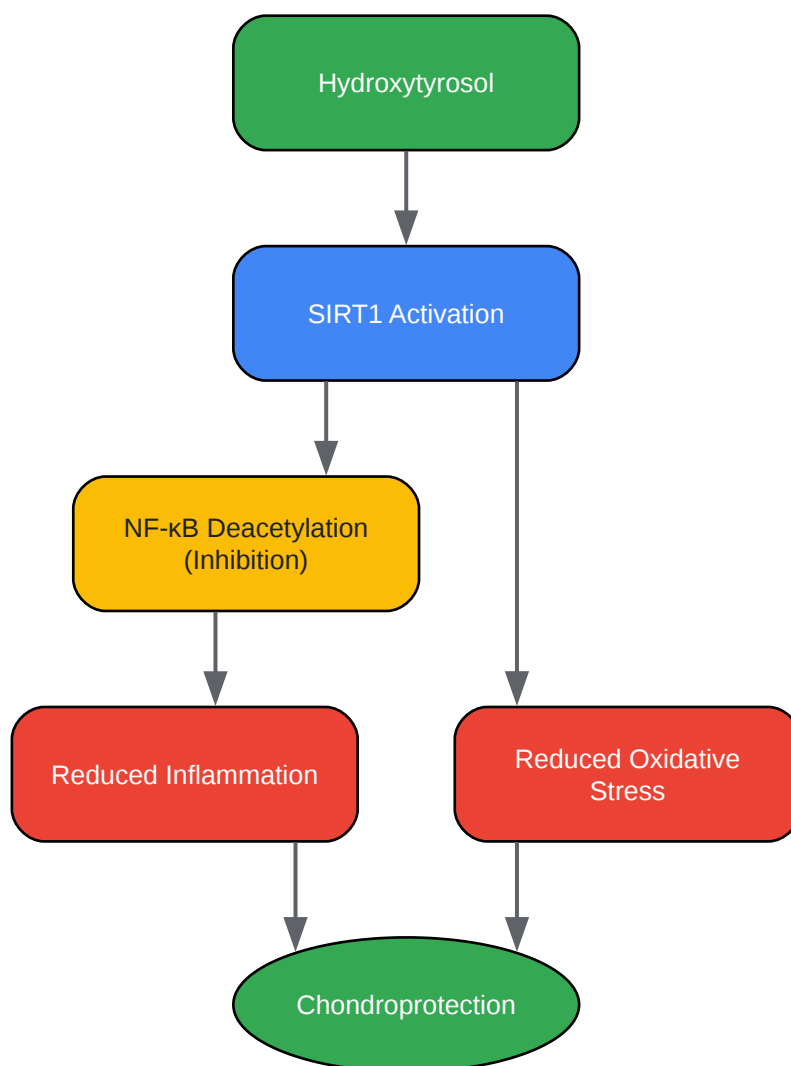 Hydroxytyrosol
SIRT1 Activation
NF-κB Deacetylation
(Inhibition)
Reduced Inflammation
Reduced Oxidative
Stress
Chondroprotection